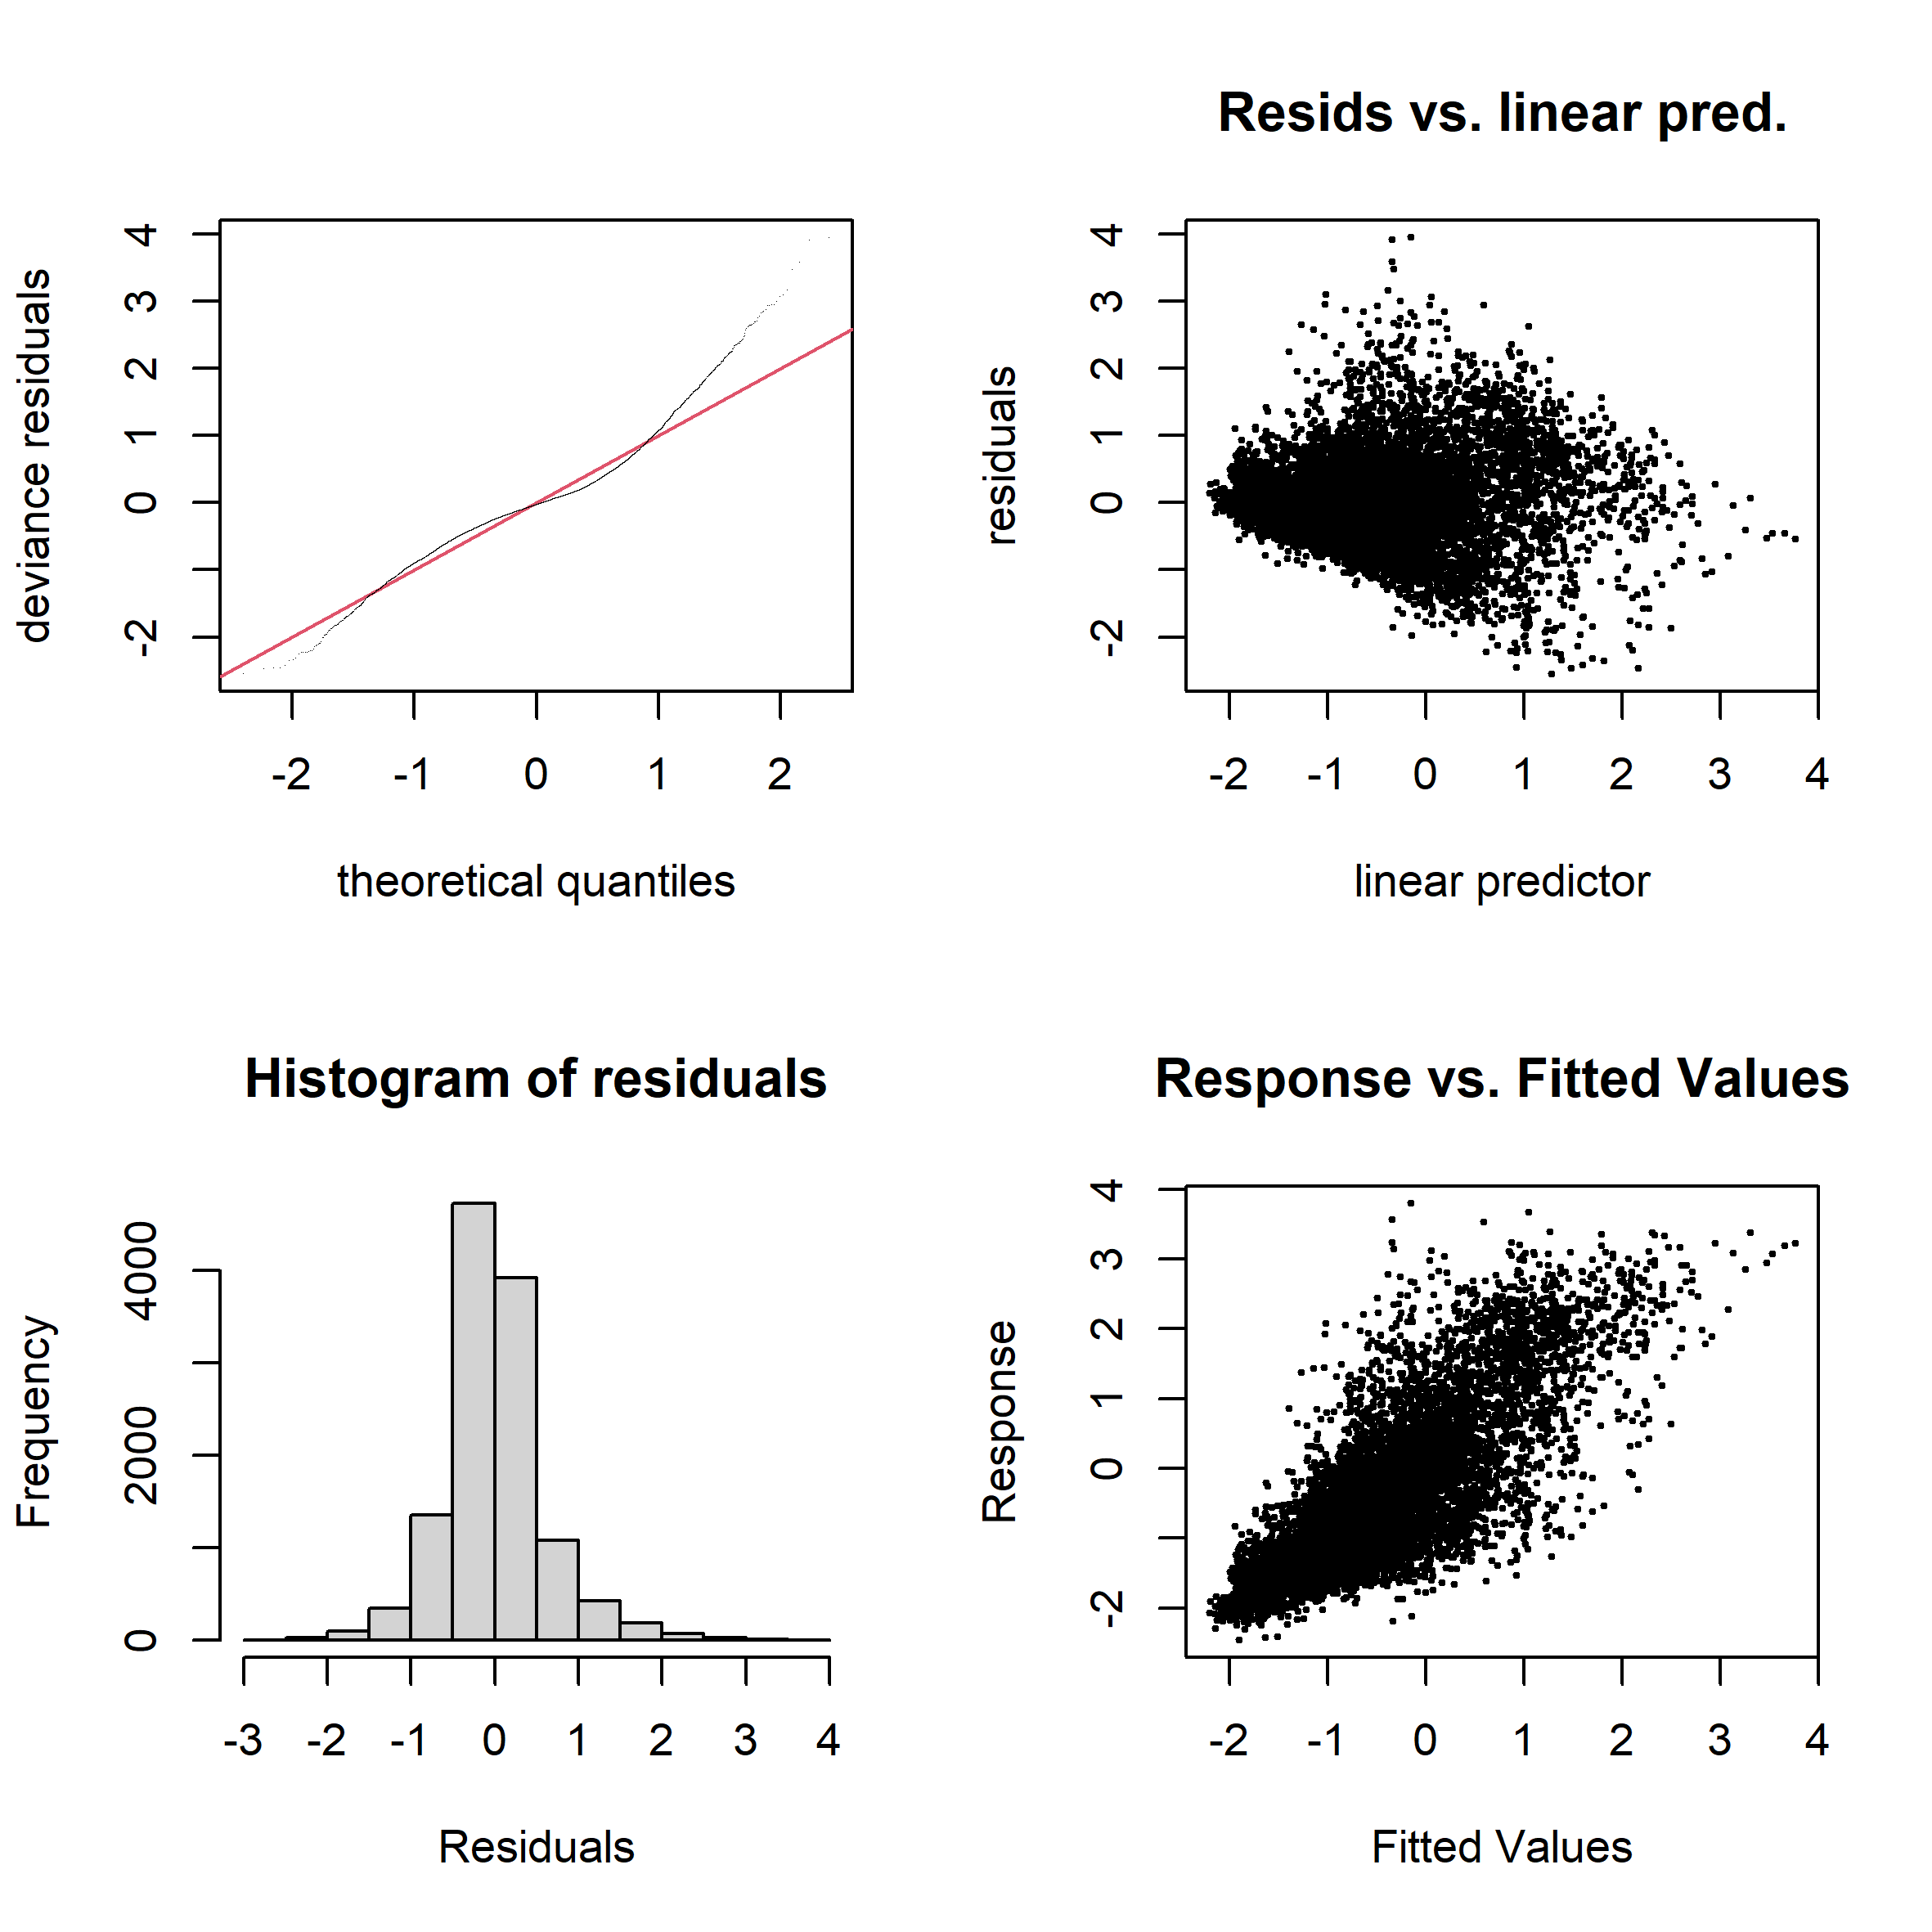 deviance residuals
4
3
2
1
0
-2
-2 -1 0 1 2
theoretical quantiles
Resids vs. linear pred.
residuals
4
3
2
1
0
-2
-2 -1 0 1 2 3 4
linear predictor
Histogram of residuals
Frequency
4000
2000
0
-3 -2 -1 0 1 2 3 4
Residuals
Response vs. Fitted Values
Response
4
3
2
1
0
-2
-2 -1 0 1 2 3 4
Fitted Values